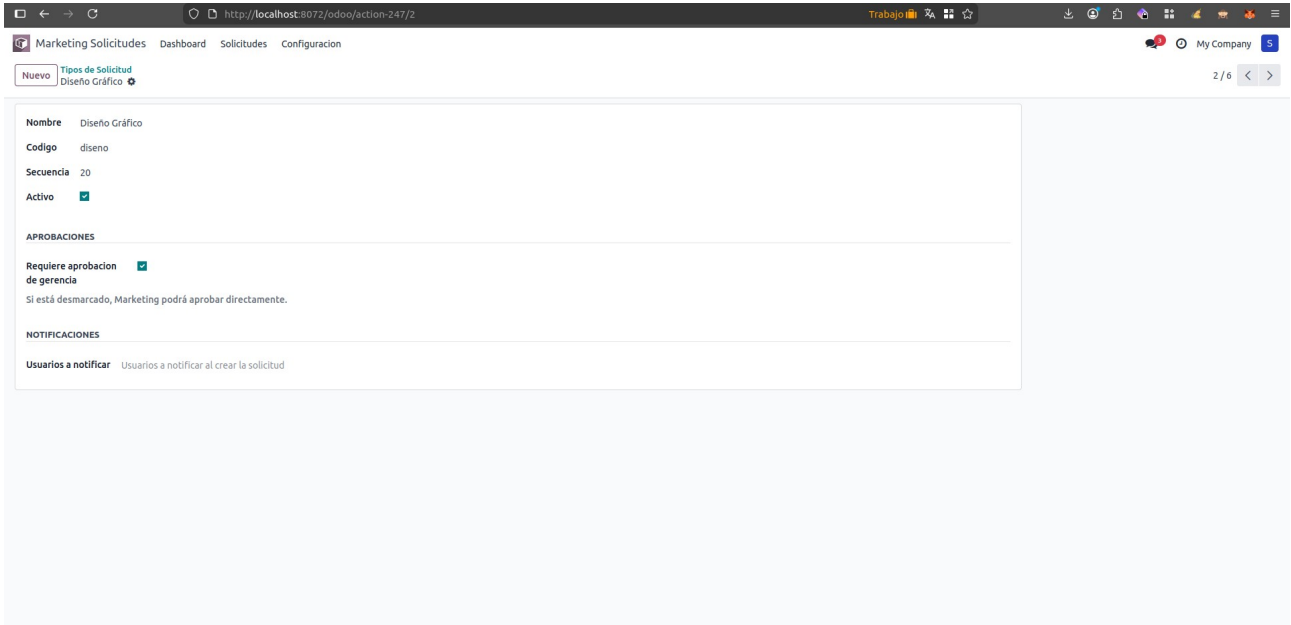 http://localhost:8072/odoo/action-247/2
Trabajo
Marketing Solicitudes Dashboard Solicitudes Configuracion
3
My Company S
Nuevo
Tipos de Solicitud
Diseño Gráfico
2 / 6
Nombre Diseño Gráfico
Codigo diseno
Secuencia 20
Activo
APROBACIONES
Requiere aprobacion
de gerencia
Si está desmarcado, Marketing podrá aprobar directamente.
NOTIFICACIONES
Usuarios a notificar Usuarios a notificar al crear la solicitud